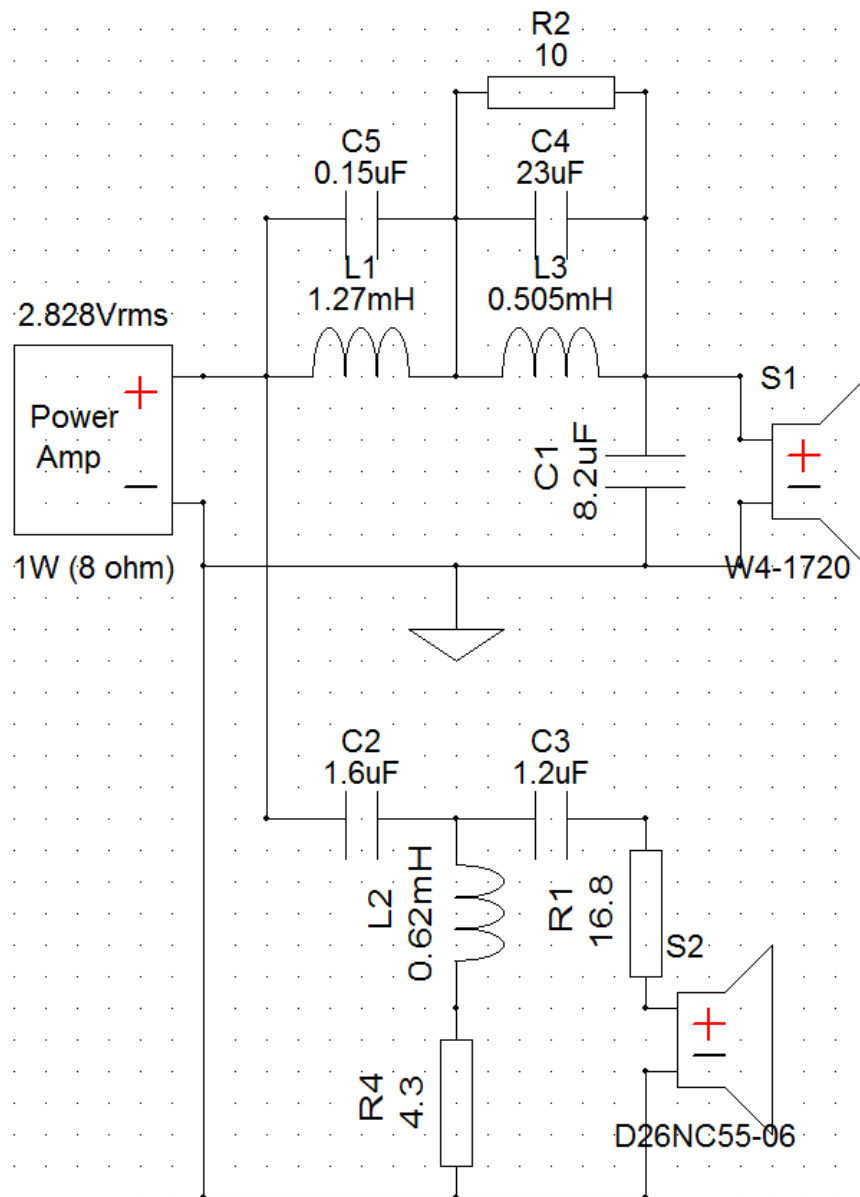 R2
10
C5
0.15uF
C4
23uF
L1
1.27mH
L3
0.505mH
2.828Vrms
+
Power
Amp
−
1W (8 ohm)
C1
8.2uF
S1
+
−
W4-1720
C2
1.6uF
C3
1.2uF
L2
0.62mH
R1
16.8
S2
+
−
R4
4.3
D26NC55-06